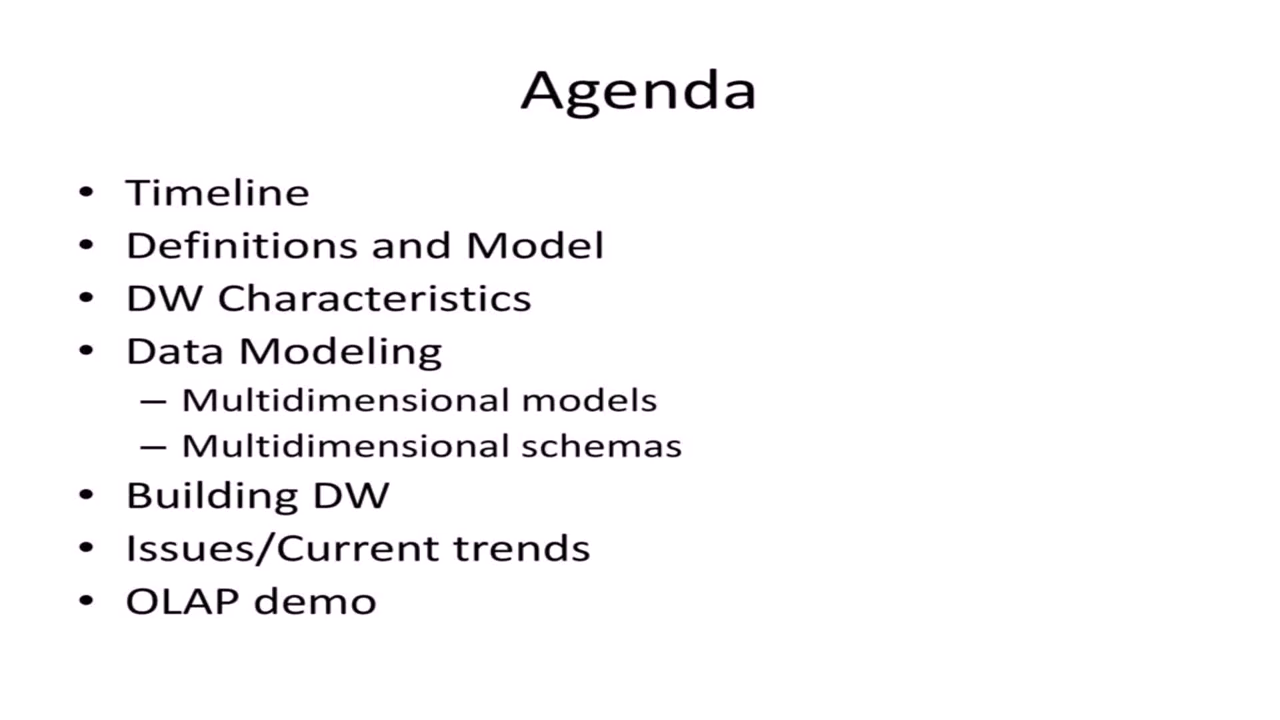 Agenda
• Timeline
• Definitions and Model
• DW Characteristics
• Data Modeling
– Multidimensional models
– Multidimensional schemas
• Building DW
• Issues/Current trends
• OLAP demo